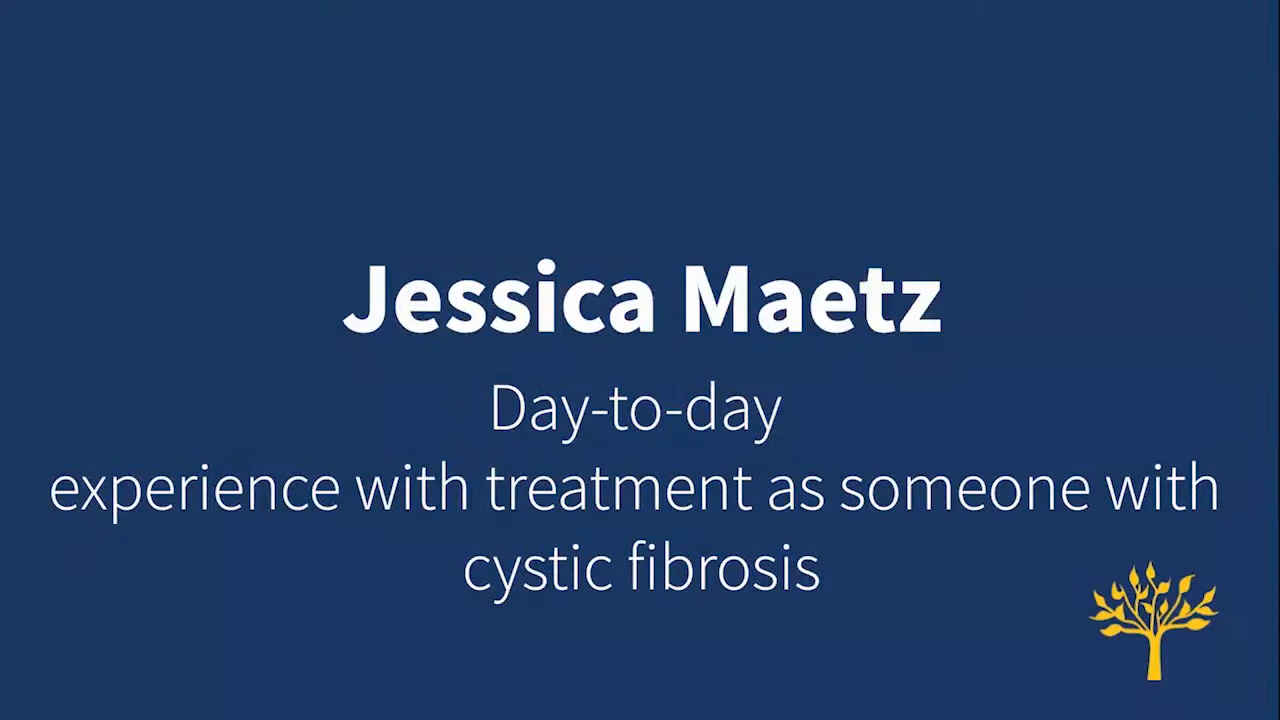 Jessica Maetz
Day-to-day
experience with treatment as someone with
cystic fibrosis